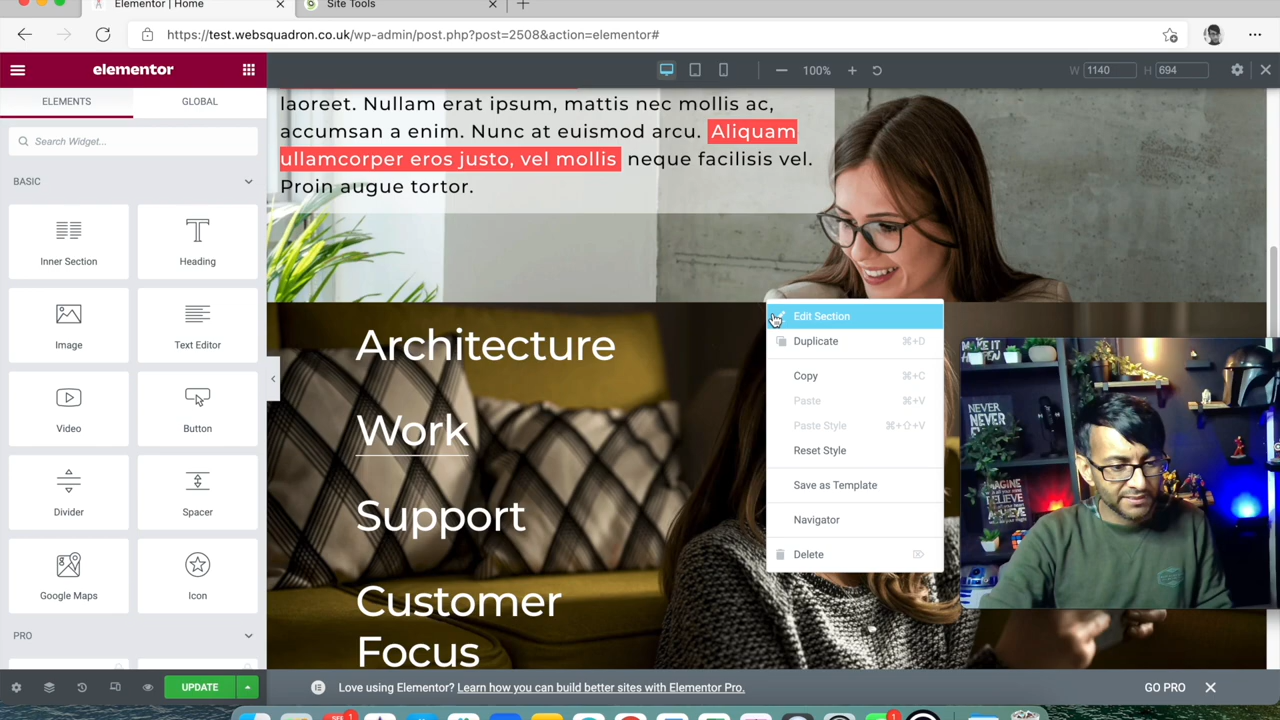 Elementor | Home
Site Tools
https://test.websquadron.co.uk/wp-admin/post.php?post=2508&action=elementor#
elementor
100%
W 1140
H 694
ELEMENTS
GLOBAL
Search Widget...
BASIC
Inner Section
Heading
Image
Text Editor
Video
Button
Divider
Spacer
Google Maps
Icon
PRO
UPDATE
laoreet. Nullam erat ipsum, mattis nec mollis ac,
accumsan a enim. Nunc at euismod arcu. Aliquam
ullamcorper eros justo, vel mollis neque facilisis vel.
Proin augue tortor.
Architecture
Work
Support
Customer
Focus
Edit Section
Duplicate ⌘+D
Copy ⌘+C
Paste ⌘+V
Paste Style ⌘+⇧+V
Reset Style
Save as Template
Navigator
Delete ⌦
NEVER
NEVER
Love using Elementor? Learn how you can build better sites with Elementor Pro.
GO PRO